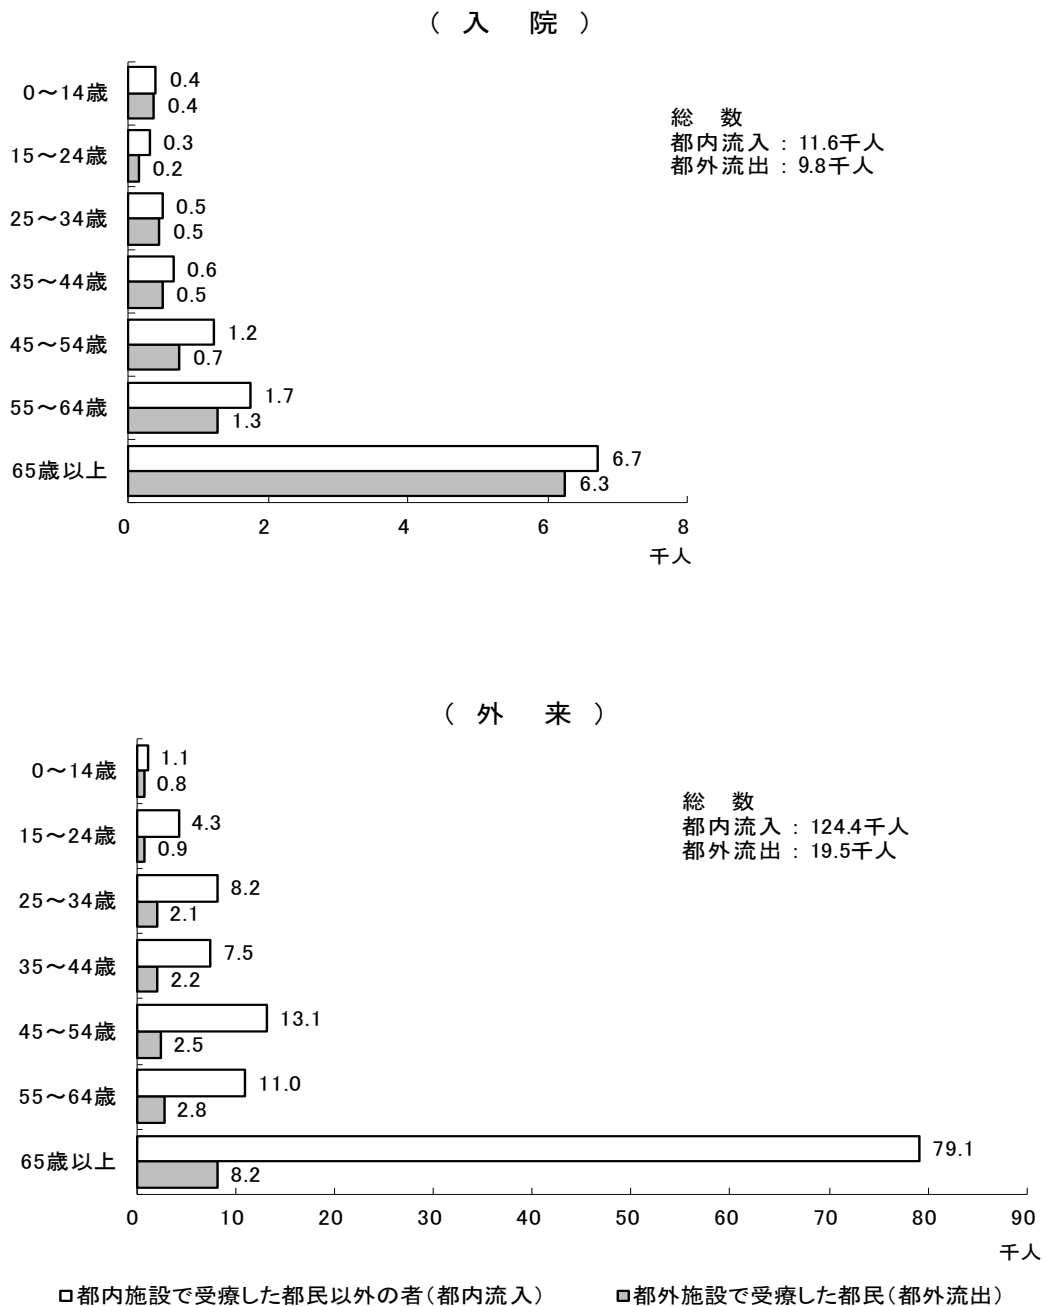 （ 入 院 ）
総 数
都内流入 : 11.6千人
都外流出 : 9.8千人
0～14歳 0.4
0.4
15～24歳 0.3
0.2
25～34歳 0.5
0.5
35～44歳 0.6
0.5
45～54歳 1.2
0.7
55～64歳 1.7
1.3
65歳以上 6.7
6.3
0 2 4 6 8
千人
（ 外 来 ）
総 数
都内流入 : 124.4千人
都外流出 : 19.5千人
0～14歳 1.1
0.8
15～24歳 4.3
0.9
25～34歳 8.2
2.1
35～44歳 7.5
2.2
45～54歳 13.1
2.5
55～64歳 11.0
2.8
65歳以上 79.1
8.2
0 10 20 30 40 50 60 70 80 90
千人
都内施設で受療した都民以外の者（都内流入） 都外施設で受療した都民（都外流出）